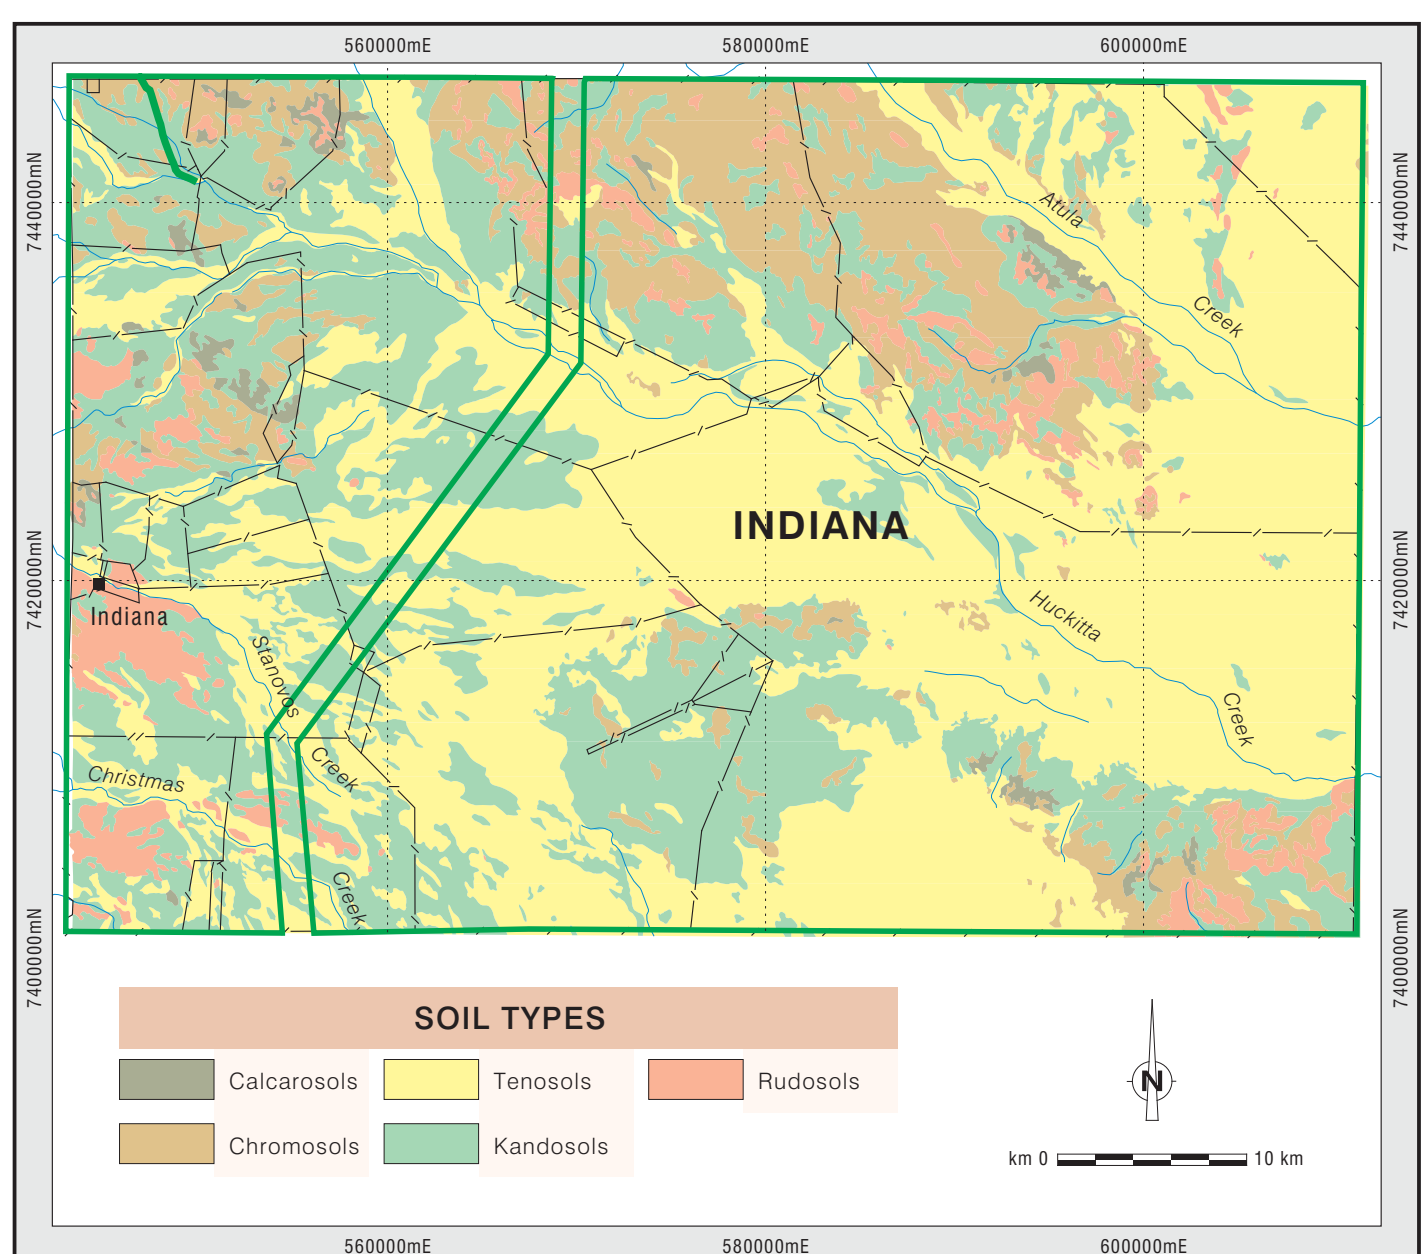 560000mE 580000mE 600000mE
7440000mN 7440000mN
Atula
Creek
INDIANA
7420000mN 7420000mN
Indiana
Huckitta
Stanovos
Creek
Creek
Christmas
Creek
7400000mN 7400000mN
SOIL TYPES
Calcarosols Tenosols Rudosols
Chromosols Kandosols
N
km 0 10 km
560000mE 580000mE 600000mE